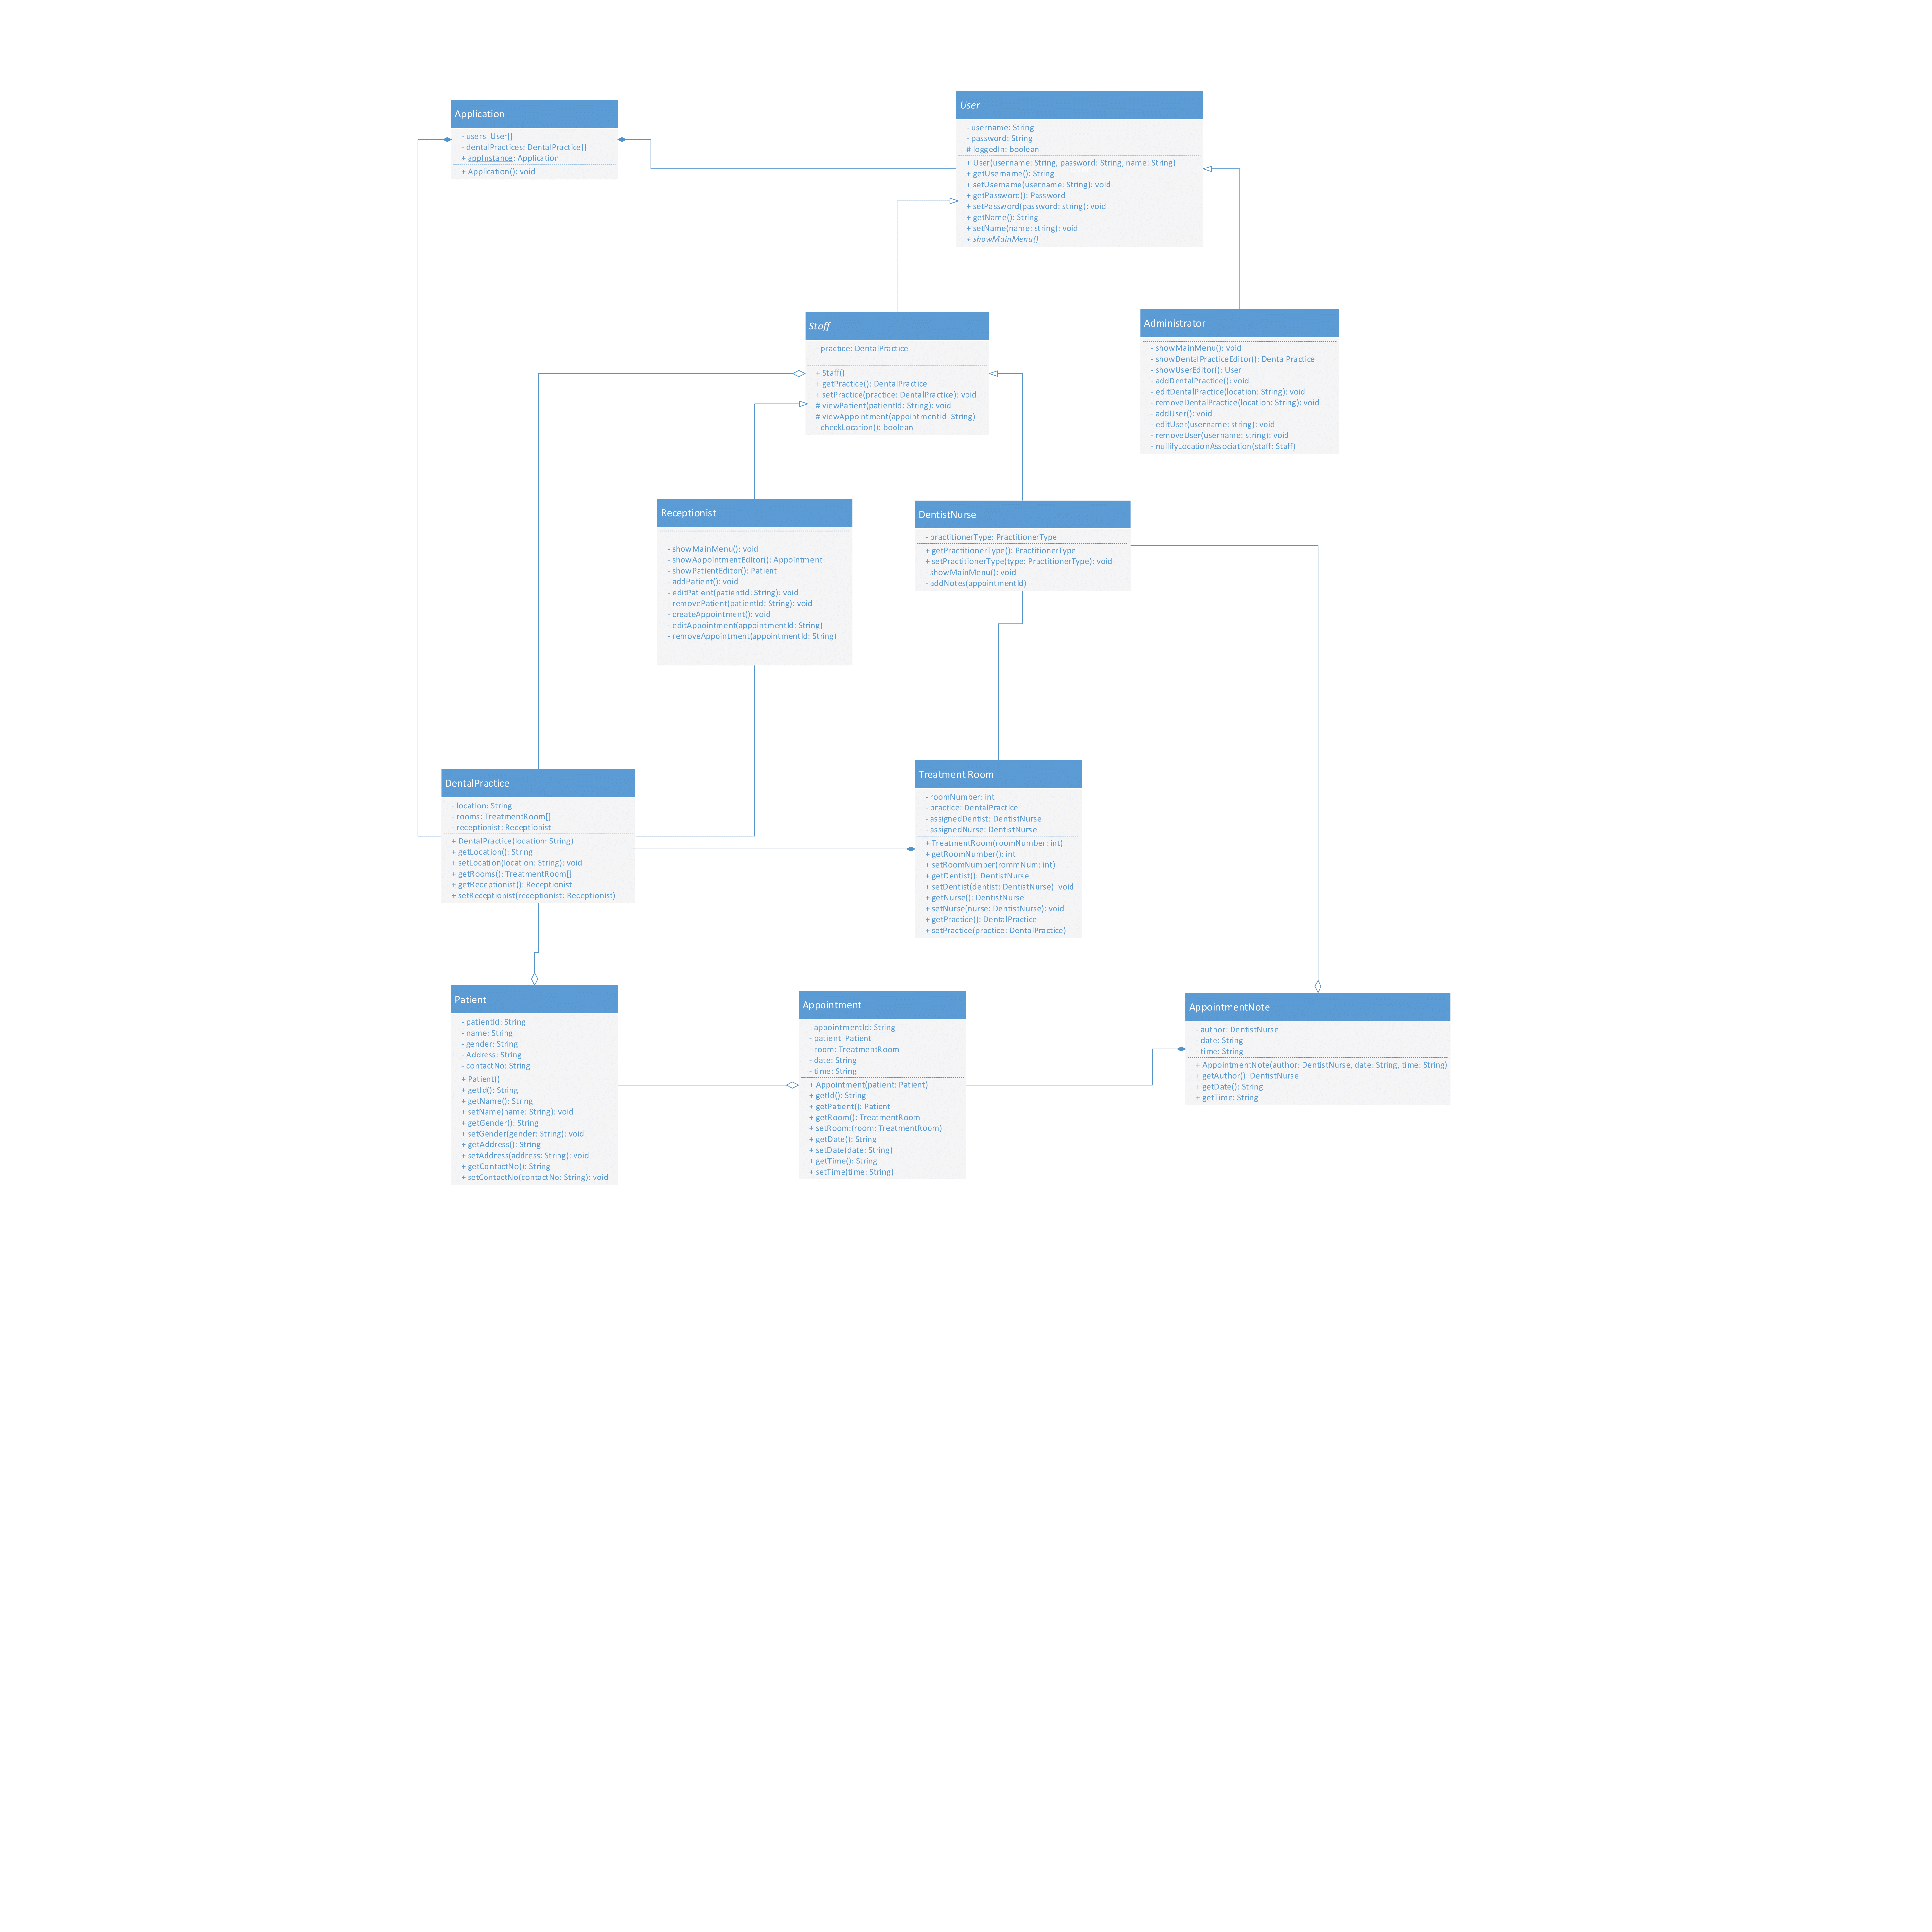 Application
- users: User[]
- dentalPractices: DentalPractice[]
+ appInstance: Application
+ Application(): void
User
- username: String
- password: String
# loggedIn: boolean
+ User(username: String, password: String, name: String)
+ getUsername(): String
+ setUsername(username: String): void
+ getPassword(): Password
+ setPassword(password: string): void
+ getName(): String
+ setName(name: string): void
+ showMainMenu()
Staff
- practice: DentalPractice
+ Staff()
+ getPractice(): DentalPractice
+ setPractice(practice: DentalPractice): void
# viewPatient(patientId: String): void
# viewAppointment(appointmentId: String)
- checkLocation(): boolean
Administrator
- showMainMenu(): void
- showDentalPracticeEditor(): DentalPractice
- showUserEditor(): User
- addDentalPractice(): void
- editDentalPractice(location: String): void
- removeDentalPractice(location: String): void
- addUser(): void
- editUser(username: string): void
- removeUser(username: string): void
- nullifyLocationAssociation(staff: Staff)
Receptionist
- showMainMenu(): void
- showAppointmentEditor(): Appointment
- showPatientEditor(): Patient
- addPatient(): void
- editPatient(patientId: String): void
- removePatient(patientId: String): void
- createAppointment(): void
- editAppointment(appointmentId: String)
- removeAppointment(appointmentId: String)
DentistNurse
- practitionerType: PractitionerType
+ getPractitionerType(): PractitionerType
+ setPractitionerType(type: PractitionerType): void
- showMainMenu(): void
- addNotes(appointmentId)
DentalPractice
- location: String
- rooms: TreatmentRoom[]
- receptionist: Receptionist
+ DentalPractice(location: String)
+ getLocation(): String
+ setLocation(location: String): void
+ getRooms(): TreatmentRoom[]
+ getReceptionist(): Receptionist
+ setReceptionist(receptionist: Receptionist)
Treatment Room
- roomNumber: int
- practice: DentalPractice
- assignedDentist: DentistNurse
- assignedNurse: DentistNurse
+ TreatmentRoom(roomNumber: int)
+ getRoomNumber(): int
+ setRoomNumber(rommNum: int)
+ getDentist(): DentistNurse
+ setDentist(dentist: DentistNurse): void
+ getNurse(): DentistNurse
+ setNurse(nurse: DentistNurse): void
+ getPractice(): DentalPractice
+ setPractice(practice: DentalPractice)
Patient
- patientId: String
- name: String
- gender: String
- Address: String
- contactNo: String
+ Patient()
+ getId(): String
+ getName(): String
+ setName(name: String): void
+ getGender(): String
+ setGender(gender: String): void
+ getAddress(): String
+ setAddress(address: String): void
+ getContactNo(): String
+ setContactNo(contactNo: String): void
Appointment
- appointmentId: String
- patient: Patient
- room: TreatmentRoom
- date: String
- time: String
+ Appointment(patient: Patient)
+ getId(): String
+ getPatient(): Patient
+ getRoom(): TreatmentRoom
+ setRoom:(room: TreatmentRoom)
+ getDate(): String
+ setDate(date: String)
+ getTime(): String
+ setTime(time: String)
AppointmentNote
- author: DentistNurse
- date: String
- time: String
+ AppointmentNote(author: DentistNurse, date: String, time: String)
+ getAuthor(): DentistNurse
+ getDate(): String
+ getTime: String